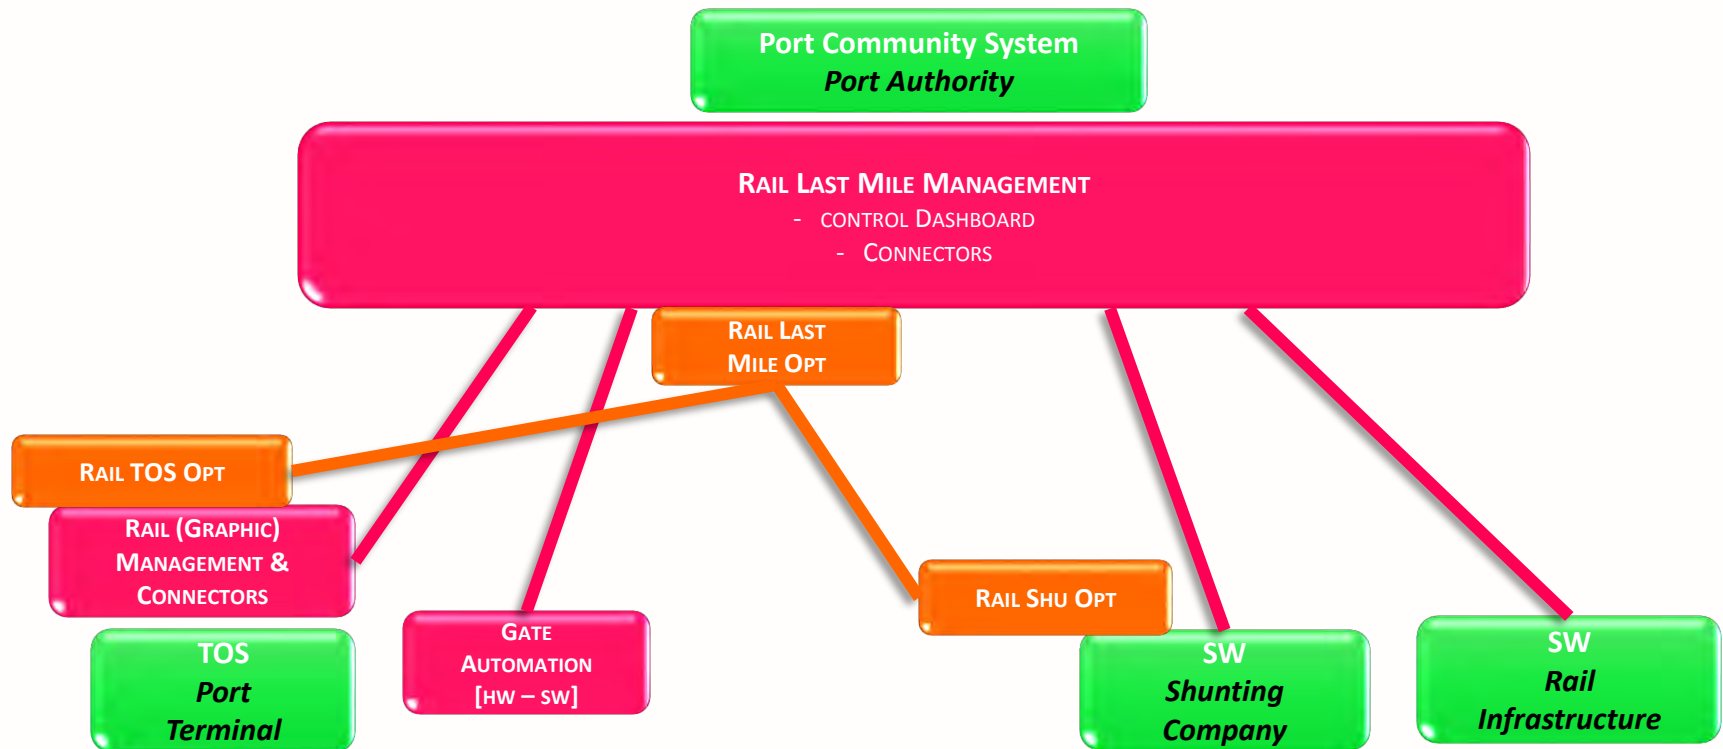 Port Community System
Port Authority
RAIL LAST MILE MANAGEMENT
- CONTROL DASHBOARD
- CONNECTORS
RAIL LAST
MILE OPT
RAIL TOS OPT
RAIL (GRAPHIC)
MANAGEMENT &
CONNECTORS
RAIL SHU OPT
GATE
AUTOMATION
[HW – SW]
TOS
Port
Terminal
SW
Shunting
Company
SW
Rail
Infrastructure